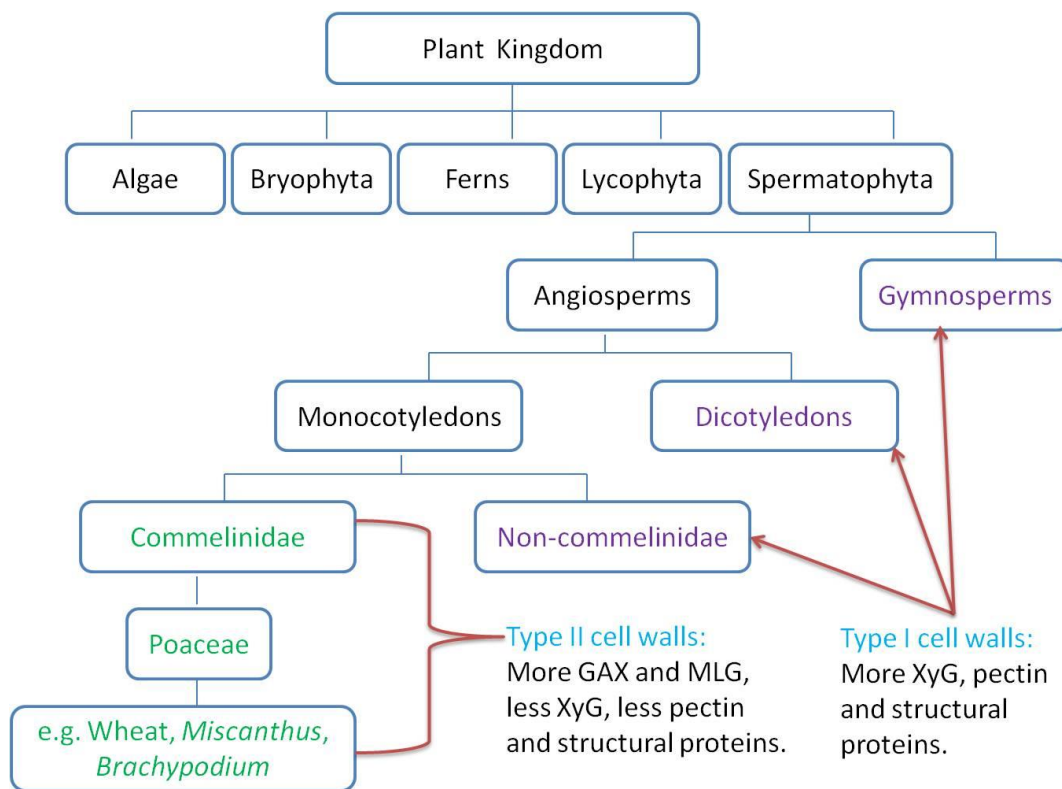 Plant Kingdom
Algae
Bryophyta
Ferns
Lycophyta
Spermatophyta
Angiosperms
Gymnosperms
Monocotyledons
Dicotyledons
Commelinidae
Non-commelinidae
Poaceae
e.g. Wheat, Miscanthus,
Brachypodium
Type II cell walls:
More GAX and MLG,
less XyG, less pectin
and structural proteins.
Type I cell walls:
More XyG, pectin
and structural
proteins.